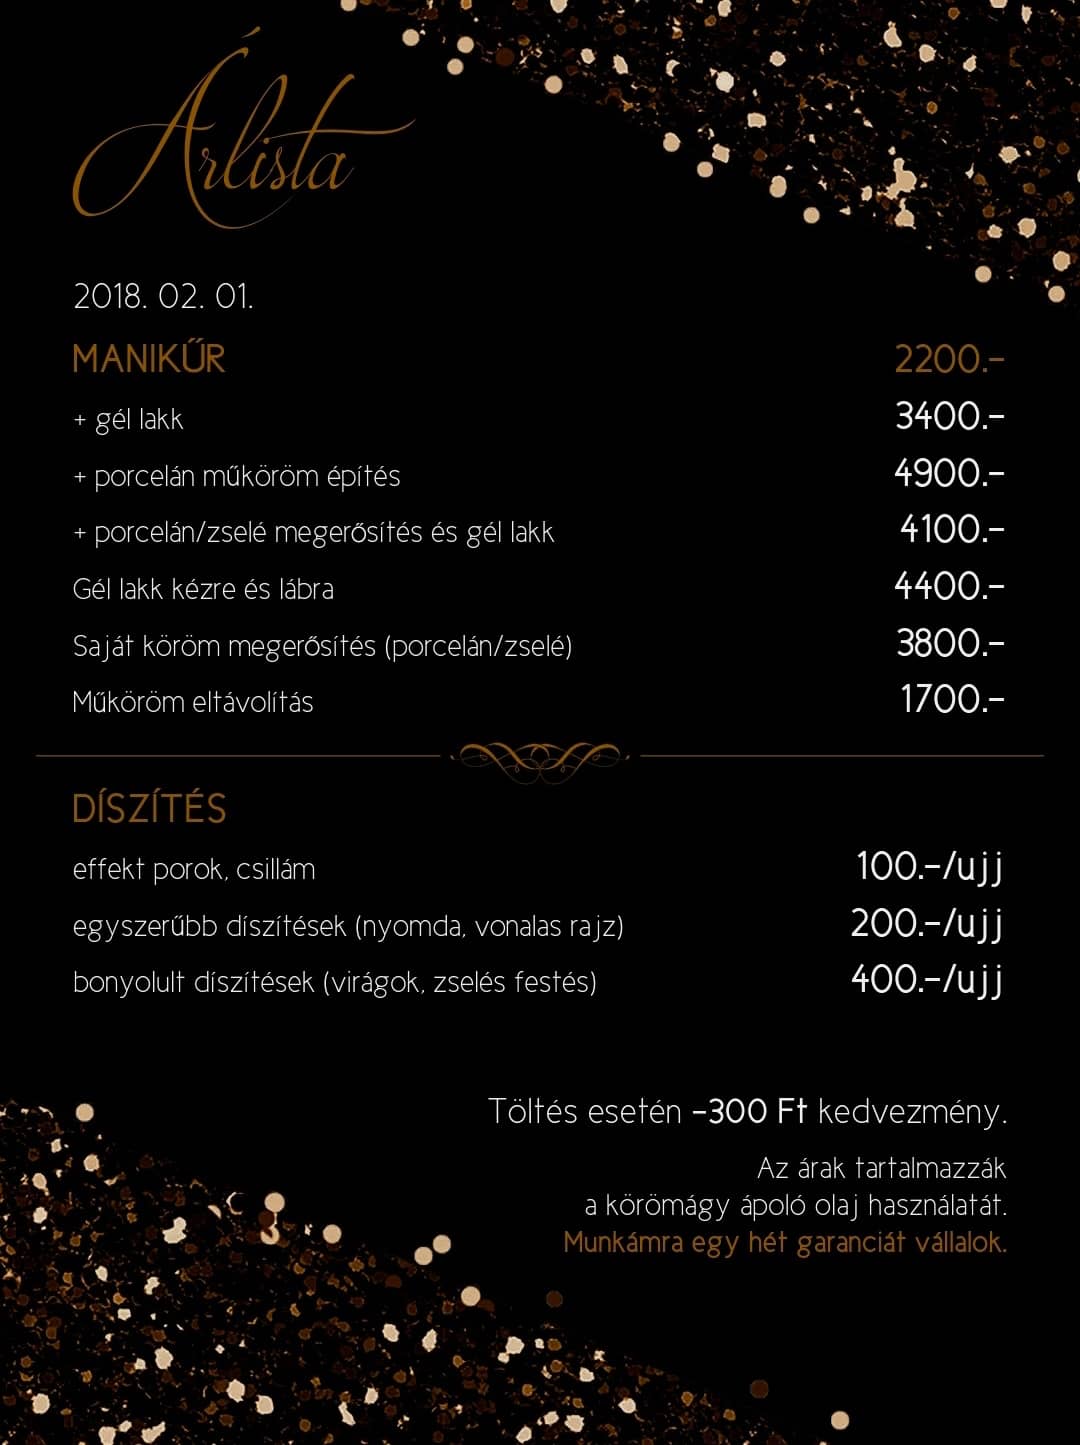 Árlista
2018. 02. 01.
MANIKŰR 2200.-
+ gél lakk 3400.-
+ porcelán műköröm építés 4900.-
+ porcelán/zselé megerősítés és gél lakk 4100.-
Gél lakk kézre és lábra 4400.-
Saját köröm megerősítés (porcelán/zselé) 3800.-
Műköröm eltávolítás 1700.-
DÍSZÍTÉS
effekt porok, csillám 100.-/ujj
egyszerűbb díszítések (nyomda, vonalas rajz) 200.-/ujj
bonyolult díszítések (virágok, zselés festés) 400.-/ujj
Töltés esetén -300 Ft kedvezmény.
Az árak tartalmazzák
a körömágy ápoló olaj használatát.
Munkámra egy hét garanciát vállalok.